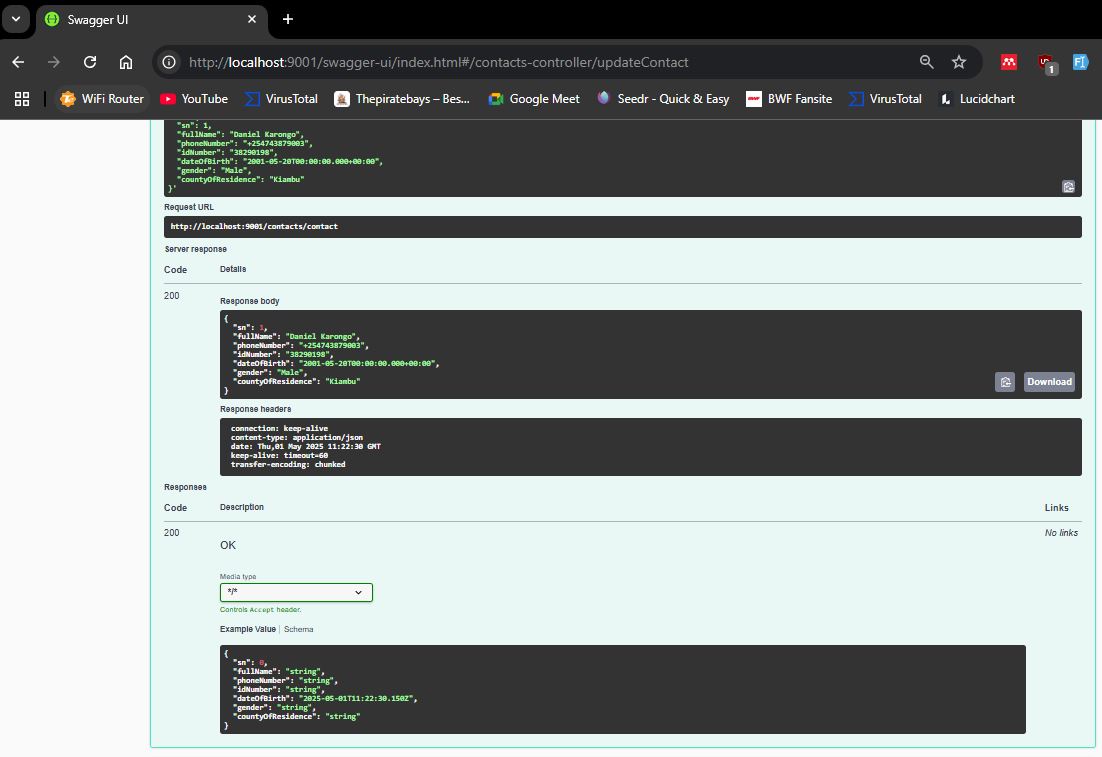 Swagger UI
http://localhost:9001/swagger-ui/index.html#/contacts-controller/updateContact
1
WiFi Router YouTube VirusTotal Thepiratebays – Bes... Google Meet Seedr - Quick & Easy BWF Fansite VirusTotal Lucidchart
"sn": 1,
"fullName": "Daniel Karongo",
"phoneNumber": "+254743879003",
"idNumber": "38290198",
"dateOfBirth": "2001-05-20T00:00:00.000+00:00",
"gender": "Male",
"countyOfResidence": "Kiambu"
}'
Request URL
http://localhost:9001/contacts/contact
Server response
Code Details
200
Response body
{
"sn": 1,
"fullName": "Daniel Karongo",
"phoneNumber": "+254743879003",
"idNumber": "38290198",
"dateOfBirth": "2001-05-20T00:00:00.000+00:00",
"gender": "Male",
"countyOfResidence": "Kiambu"
}
Download
Response headers
connection: keep-alive
content-type: application/json
date: Thu,01 May 2025 11:22:30 GMT
keep-alive: timeout=60
transfer-encoding: chunked
Responses
Code Description Links
200 No links
OK
Media type
*/*
Controls Accept header.
Example Value | Schema
{
"sn": 0,
"fullName": "string",
"phoneNumber": "string",
"idNumber": "string",
"dateOfBirth": "2025-05-01T11:22:30.150Z",
"gender": "string",
"countyOfResidence": "string"
}